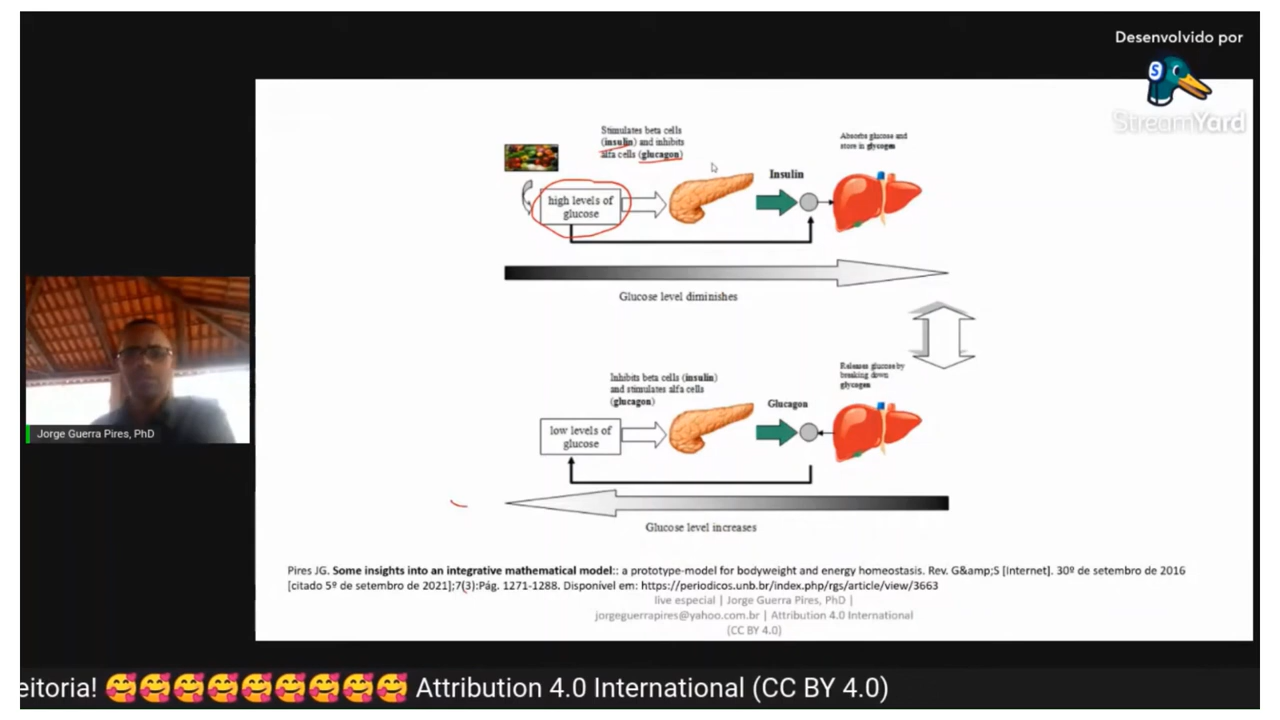 Desenvolvido por
StreamYard
Stimulates beta cells
(insulin) and inhibits
alfa cells (glucagon)
Absorbs glucose and
store in glycogen
Insulin
high levels of
glucose
Glucose level diminishes
Inhibits beta cells (insulin)
and stimulates alfa cells
(glucagon)
Releases glucose by
breaking down
glycogen
Glucagon
low levels of
glucose
Glucose level increases
Jorge Guerra Pires, PhD
Pires JG. Some insights into an integrative mathematical model:: a prototype-model for bodyweight and energy homeostasis. Rev. G&amp;S [Internet]. 30º de setembro de 2016
[citado 5º de setembro de 2021];7(3):Pág. 1271-1288. Disponível em: https://periodicos.unb.br/index.php/rgs/article/view/3663
live especial | Jorge Guerra Pires, PhD |
jorgeguerrapires@yahoo.com.br | Attribution 4.0 International
(CC BY 4.0)
eitoria! 🥰🥰🥰🥰🥰🥰🥰🥰🥰 Attribution 4.0 International (CC BY 4.0)